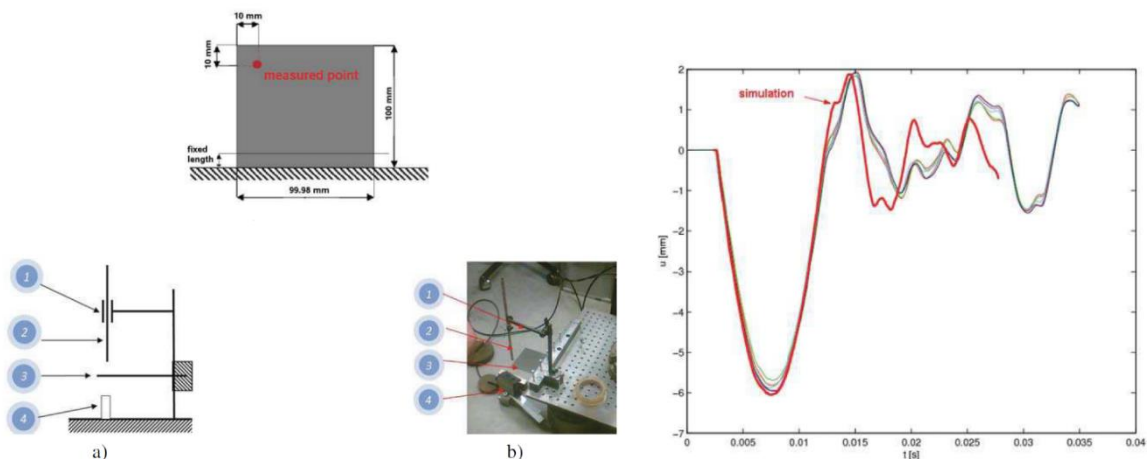 10 mm
10 mm
measured point
100 mm
fixed
length
99.98 mm
1
2
3
4
a)
1
2
3
4
b)
simulation
u [mm]
2
1
0
−1
−2
−3
−4
−5
−6
−7
0
0.005
0.01
0.015
0.02
0.025
0.03
0.035
0.04
t [s]